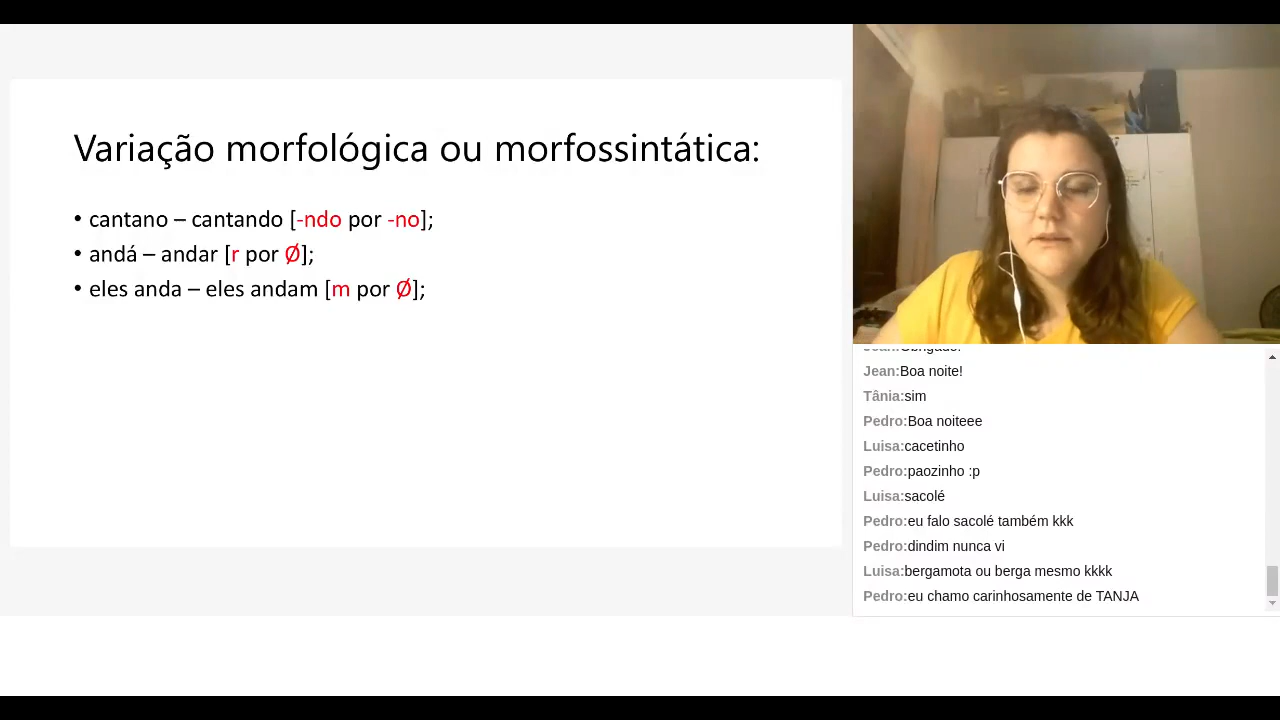 Variação morfológica ou morfossintática:
• cantano – cantando [-ndo por -no];
• andá – andar [r por Ø];
• eles anda – eles andam [m por Ø];
Jean:Obrigado!
Jean:Boa noite!
Tânia:sim
Pedro:Boa noiteee
Luisa:cacetinho
Pedro:paozinho :p
Luisa:sacolé
Pedro:eu falo sacolé também kkk
Pedro:dindim nunca vi
Luisa:bergamota ou berga mesmo kkkk
Pedro:eu chamo carinhosamente de TANJA